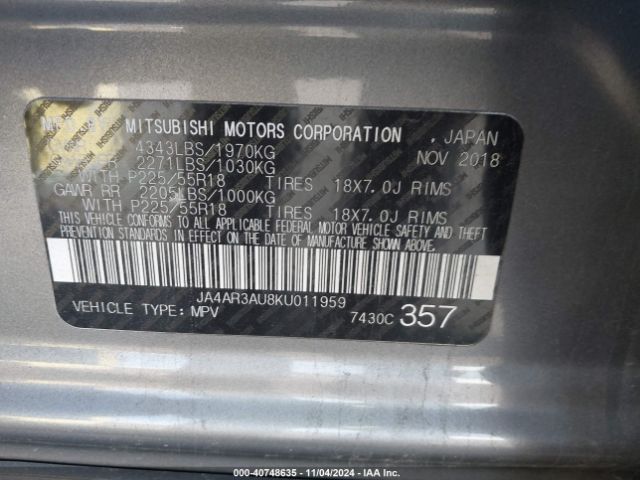 MFD BY MITSUBISHI MOTORS CORPORATION , JAPAN
4343LBS/1970KG NOV 2018
2271LBS/1030KG
WITH P225/55R18 TIRES 18X7.0J RIMS
GAWR RR 2205LBS/1000KG
WITH P225/55R18 TIRES 18X7.0J RIMS
THIS VEHICLE CONFORMS TO ALL APPLICABLE FEDERAL MOTOR VEHICLE SAFETY AND THEFT
PREVENTION STANDARDS IN EFFECT ON THE DATE OF MANUFACTURE SHOWN ABOVE.
JA4AR3AU8KU011959
VEHICLE TYPE: MPV 7430C 357
000-40748635 - 11/04/2024 - IAA Inc.